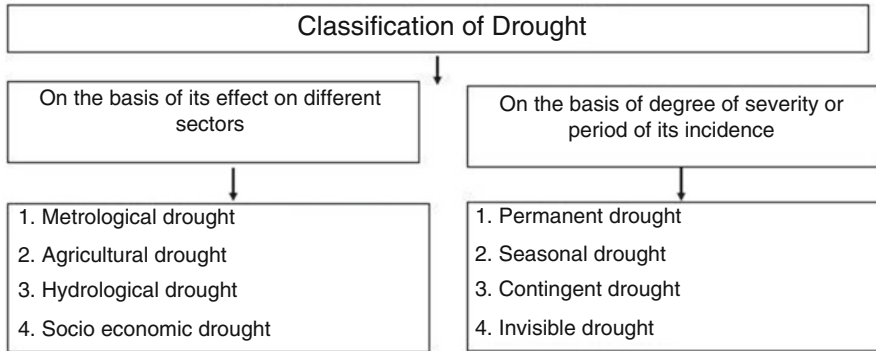 Classification of Drought
On the basis of its effect on different
sectors
1. Metrological drought
2. Agricultural drought
3. Hydrological drought
4. Socio economic drought
On the basis of degree of severity or
period of its incidence
1. Permanent drought
2. Seasonal drought
3. Contingent drought
4. Invisible drought